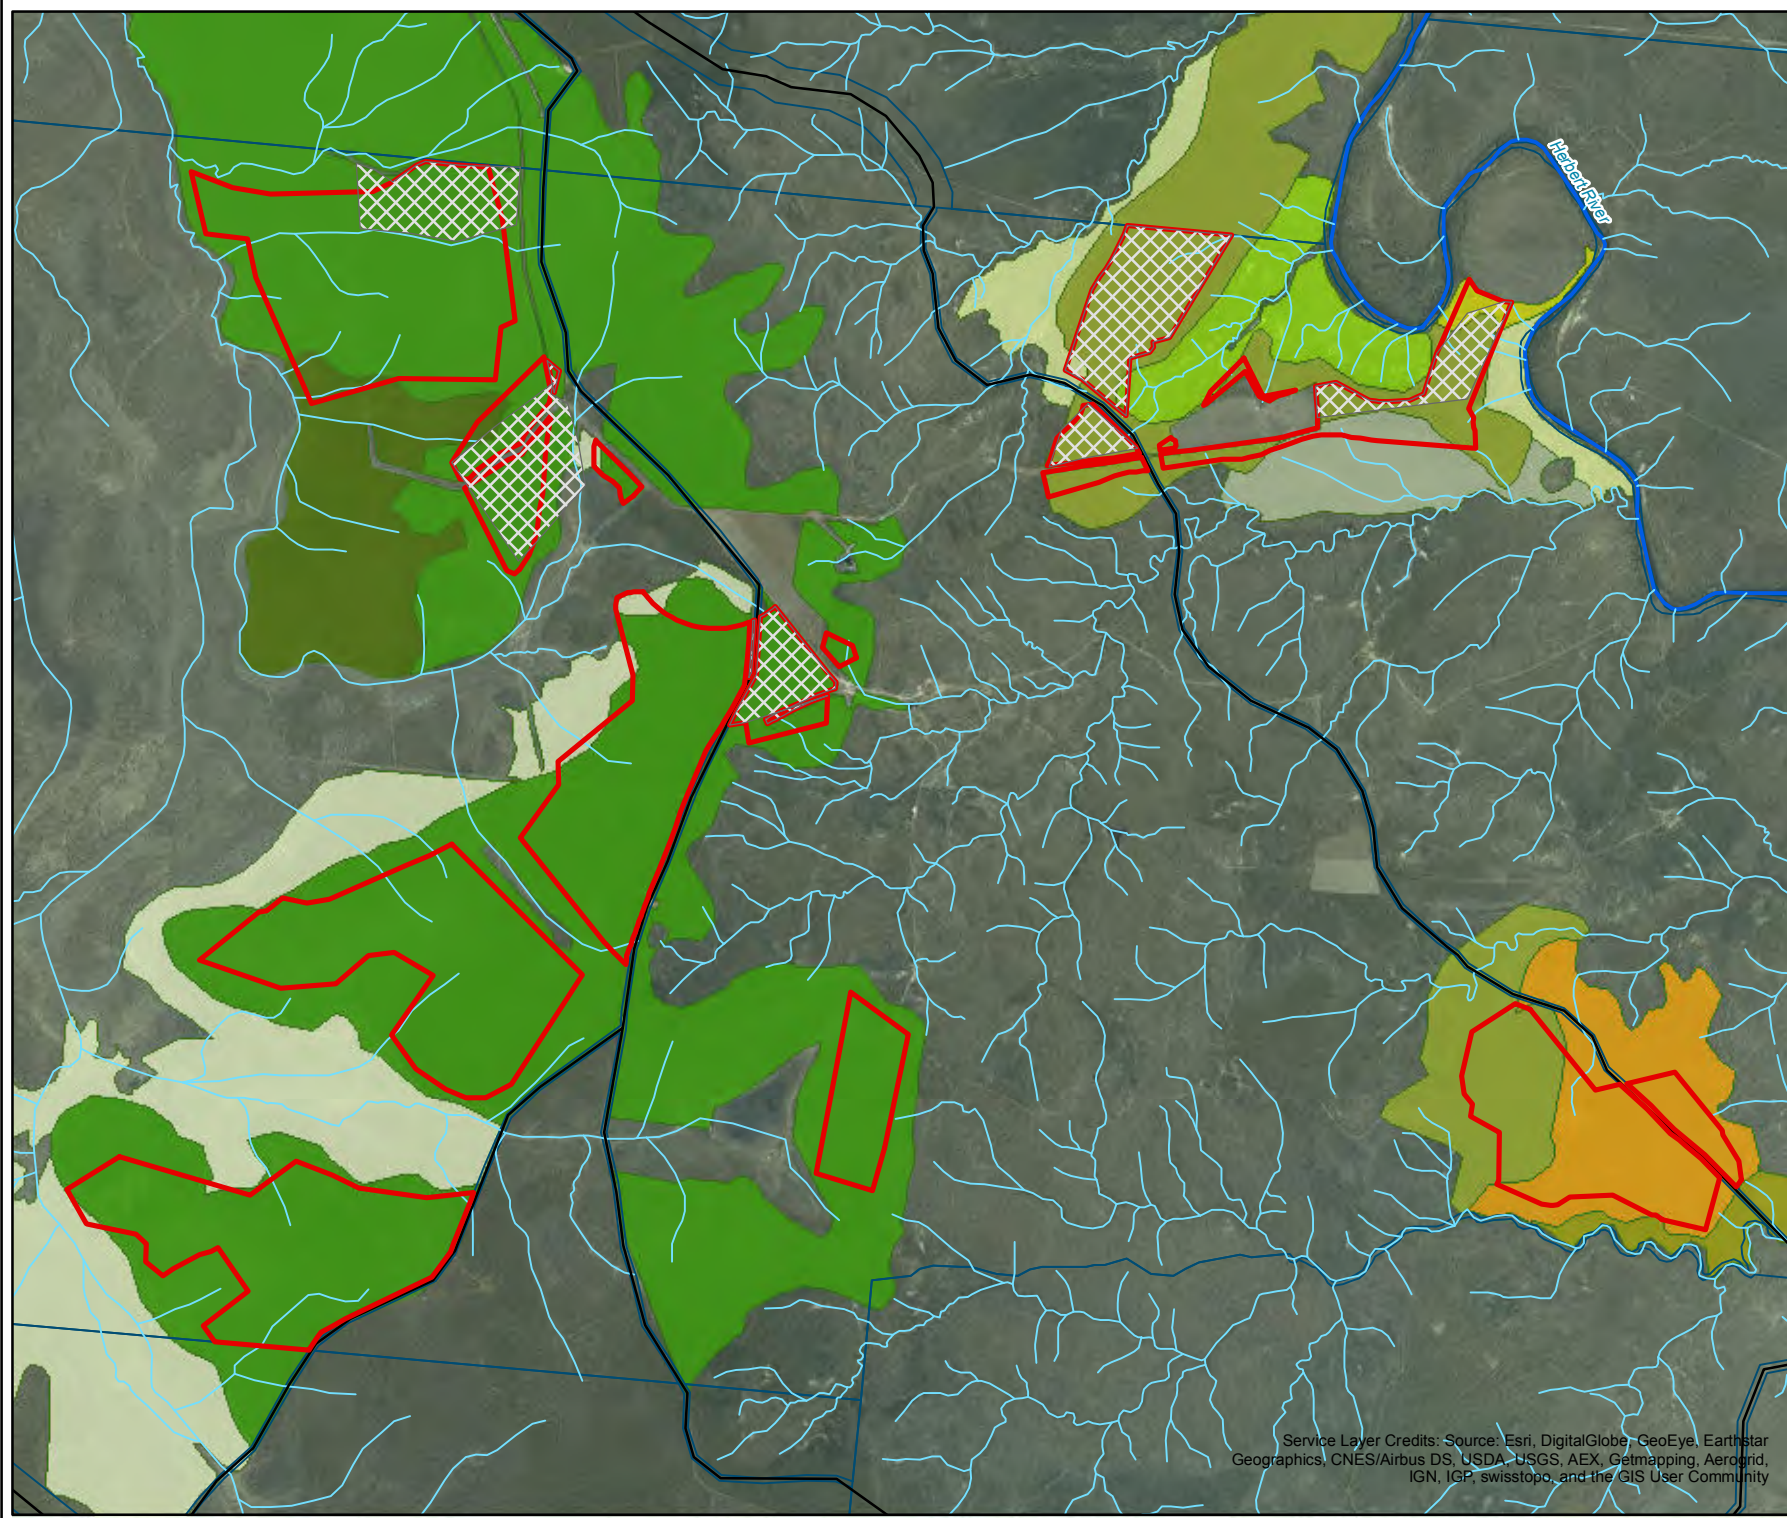 Herbert River
Service Layer Credits: Source: Esri, DigitalGlobe, GeoEye, Earthstar
Geographics, CNES/Airbus DS, USDA, USGS, AEX, Getmapping, Aerogrid,
IGN, IGP, swisstopo, and the GIS User Community